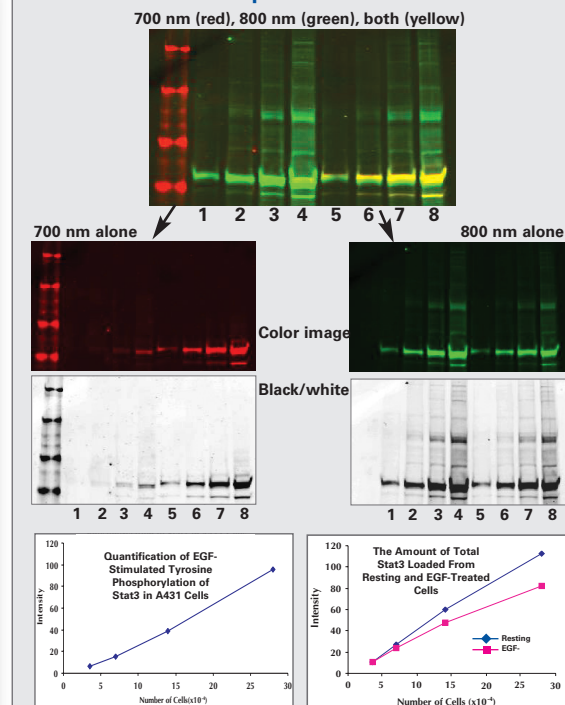 700 nm (red), 800 nm (green), both (yellow)
1 2 3 4 5 6 7 8
700 nm alone
800 nm alone
Color image
Black/white
1 2 3 4 5 6 7 8
1 2 3 4 5 6 7 8
Quantification of EGF-
Stimulated Tyrosine
Phosphorylation of
Stat3 in A431 Cells
Intensity
120
100
80
60
40
20
0
0 5 10 15 20 25 30
Number of Cells(x10⁻⁴)
The Amount of Total
Stat3 Loaded From
Resting and EGF-Treated
Cells
Intensity
120
100
80
60
40
20
0
Resting
EGF-
0 5 10 15 20 25 30
Number of Cells (x10⁻⁴)